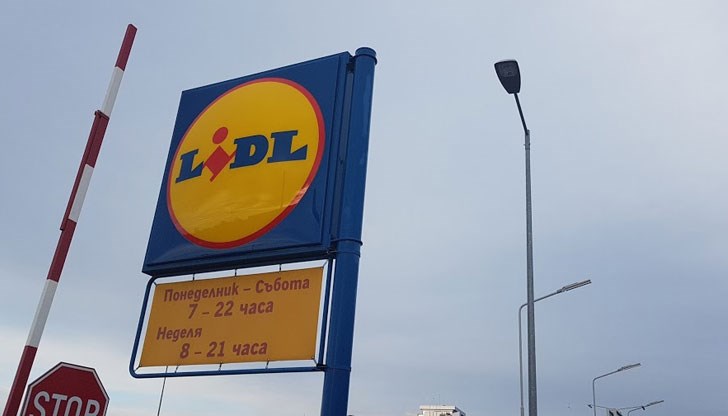 LIDL
Понеделник – Събота
7 – 22 часа
Неделя
8 – 21 часа
STOP